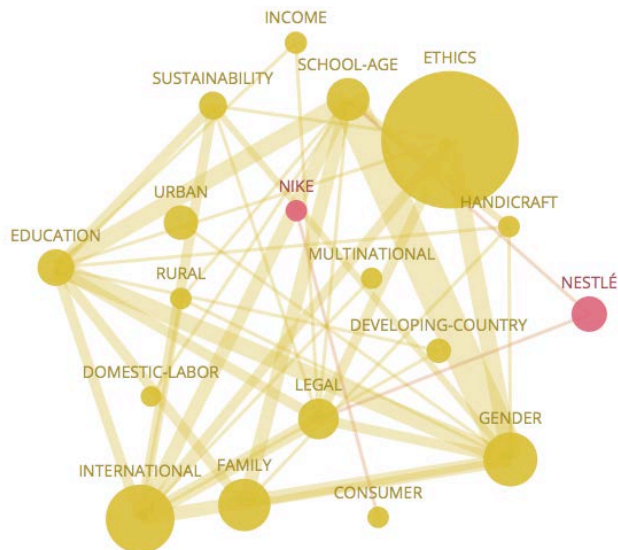 INCOME
ETHICS
SCHOOL-AGE
SUSTAINABILITY
NIKE
URBAN
HANDICRAFT
EDUCATION
MULTINATIONAL
RURAL
NESTLÉ
DEVELOPING-COUNTRY
DOMESTIC-LABOR
LEGAL
GENDER
INTERNATIONAL
FAMILY
CONSUMER